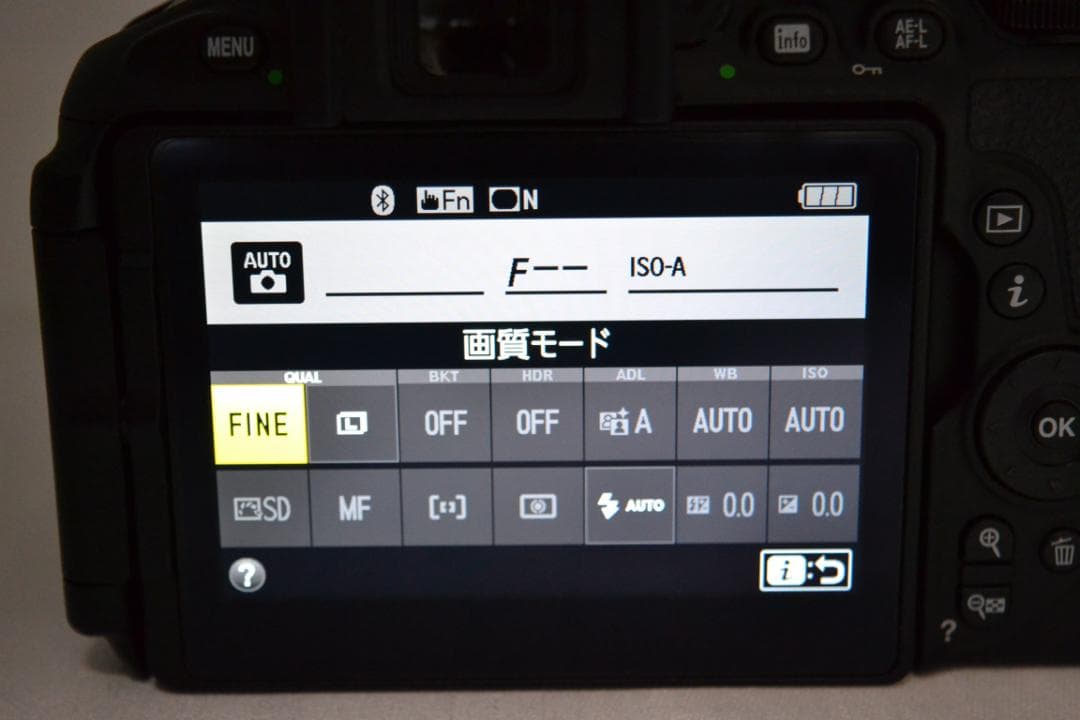 MENU
info
AE-L
AF-L
Fn
N
AUTO
F--
ISO-A
画質モード
QUAL BKT HDR ADL WB ISO
FINE L OFF OFF A AUTO AUTO
SD MF AUTO 0.0 0.0
?
i
i
OK
?